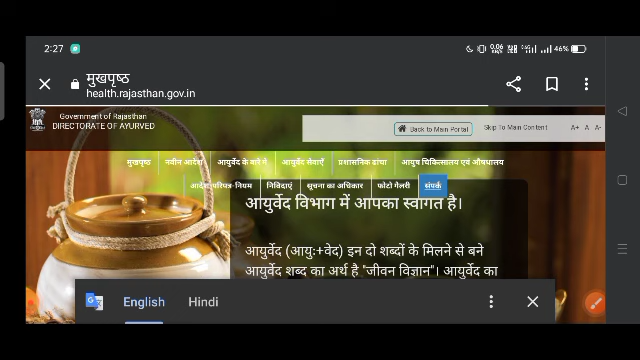 2:27
0.06
46%
मुखपृष्ठ
health.rajasthan.gov.in
Government of Rajasthan
DIRECTORATE OF AYURVED
Back to Main Portal
Skip To Main Content
A+ A A-
मुखपृष्ठ
नवीन आदेश
आयुर्वेद के बारे मे
आयुर्वेद सेवाएँ
प्रशासनिक ढांचा
आयुष चिकित्सालय एवं औषधालय
आदेश-परिपत्र-नियम
निविदाएं
सूचना का अधिकार
फोटो गैलरी
संपर्क
आयुर्वेद विभाग में आपका स्वागत है।
आयुर्वेद (आयु:+वेद) इन दो शब्दों के मिलने से बने
आयुर्वेद शब्द का अर्थ है "जीवन विज्ञान"। आयुर्वेद का
English
Hindi